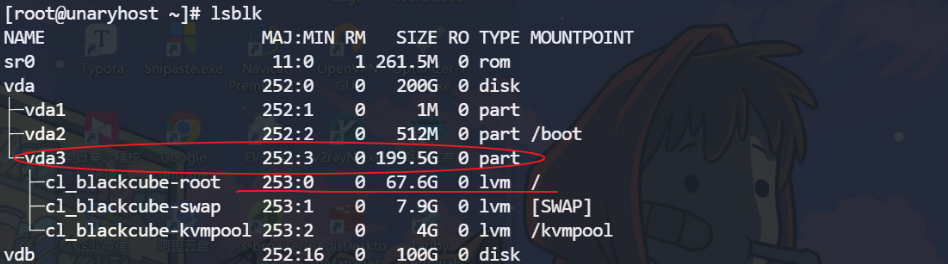 [root@unaryhost ~]# lsblk
NAME                    MAJ:MIN RM   SIZE RO TYPE MOUNTPOINT
sr0                      11:0    1 261.5M  0 rom
vda                     252:0    0   200G  0 disk
├─vda1                  252:1    0     1M  0 part
├─vda2                  252:2    0   512M  0 part /boot
└─vda3                  252:3    0 199.5G  0 part
  ├─cl_blackcube-root   253:0    0  67.6G  0 lvm  /
  ├─cl_blackcube-swap   253:1    0   7.9G  0 lvm  [SWAP]
  └─cl_blackcube-kvmpool 253:2    0     4G  0 lvm  /kvmpool
vdb                     252:16   0   100G  0 disk
Typora
Snipaste.exe
Google